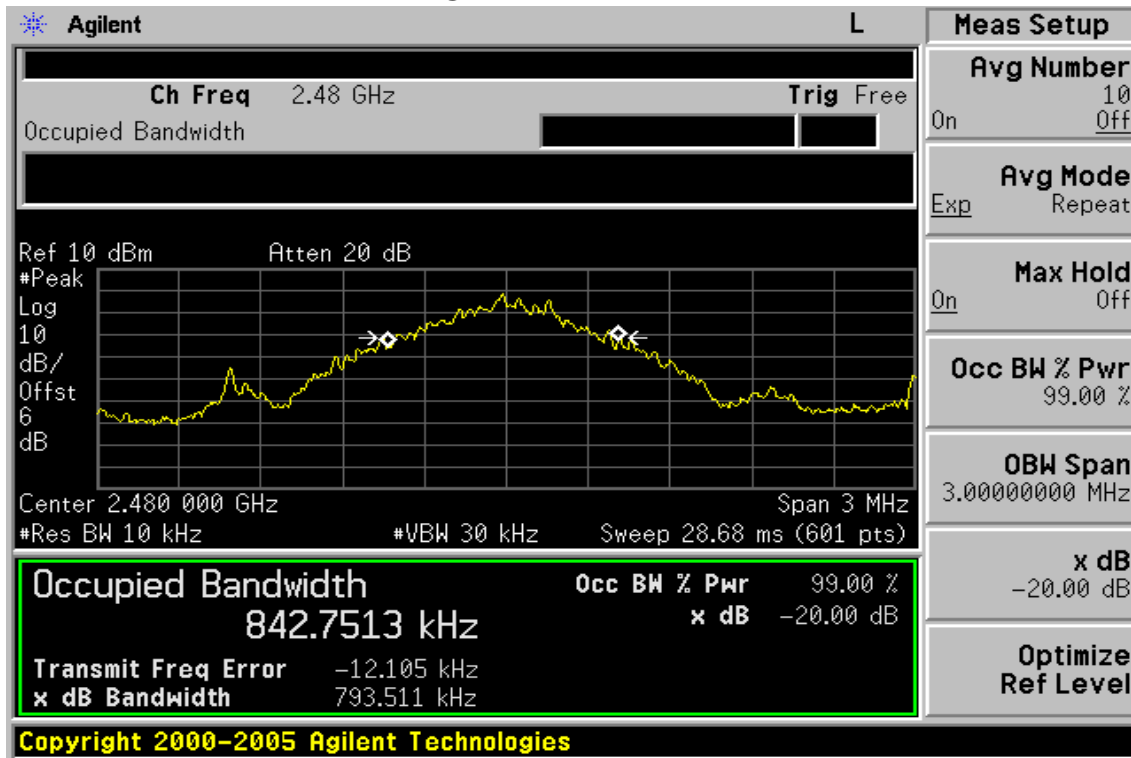 Agilent L Meas Setup
Ch Freq 2.48 GHz Trig Free
Occupied Bandwidth
Ref 10 dBm Atten 20 dB
#Peak
Log
10
dB/
Offst
6
dB
Center 2.480 000 GHz Span 3 MHz
#Res BW 10 kHz #VBW 30 kHz Sweep 28.68 ms (601 pts)
Occupied Bandwidth Occ BW % Pwr 99.00 %
842.7513 kHz x dB -20.00 dB
Transmit Freq Error -12.105 kHz
x dB Bandwidth 793.511 kHz
Copyright 2000-2005 Agilent Technologies
Avg Number
10
On Off
Avg Mode
Exp Repeat
Max Hold
On Off
Occ BW % Pwr
99.00 %
OBW Span
3.00000000 MHz
x dB
-20.00 dB
Optimize
Ref Level